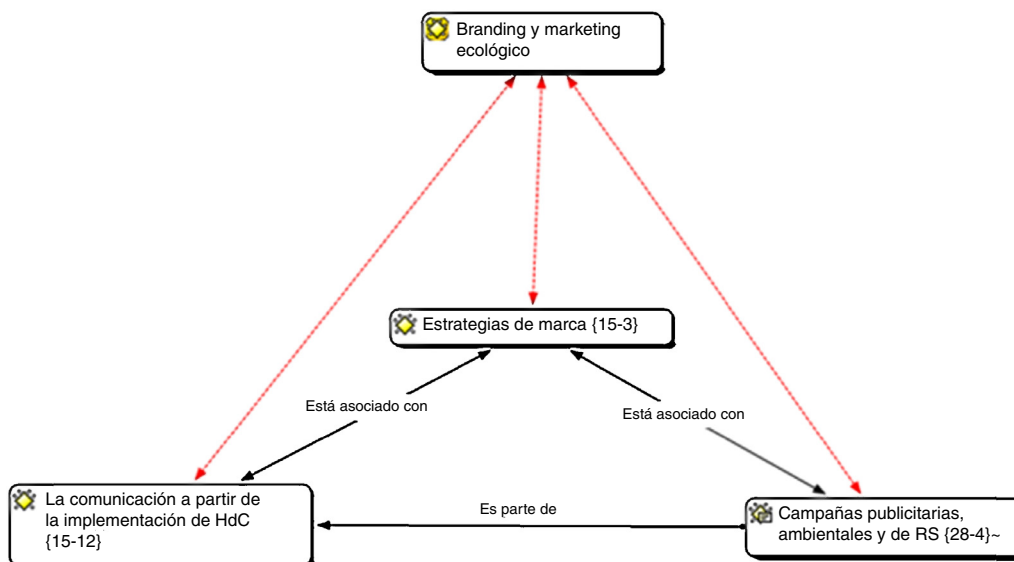 Branding y marketing
ecológico
Estrategias de marca {15-3}
Está asociado con
Está asociado con
La comunicación a partir de
la implementación de HdC
{15-12}
Es parte de
Campañas publicitarias,
ambientales y de RS {28-4}~